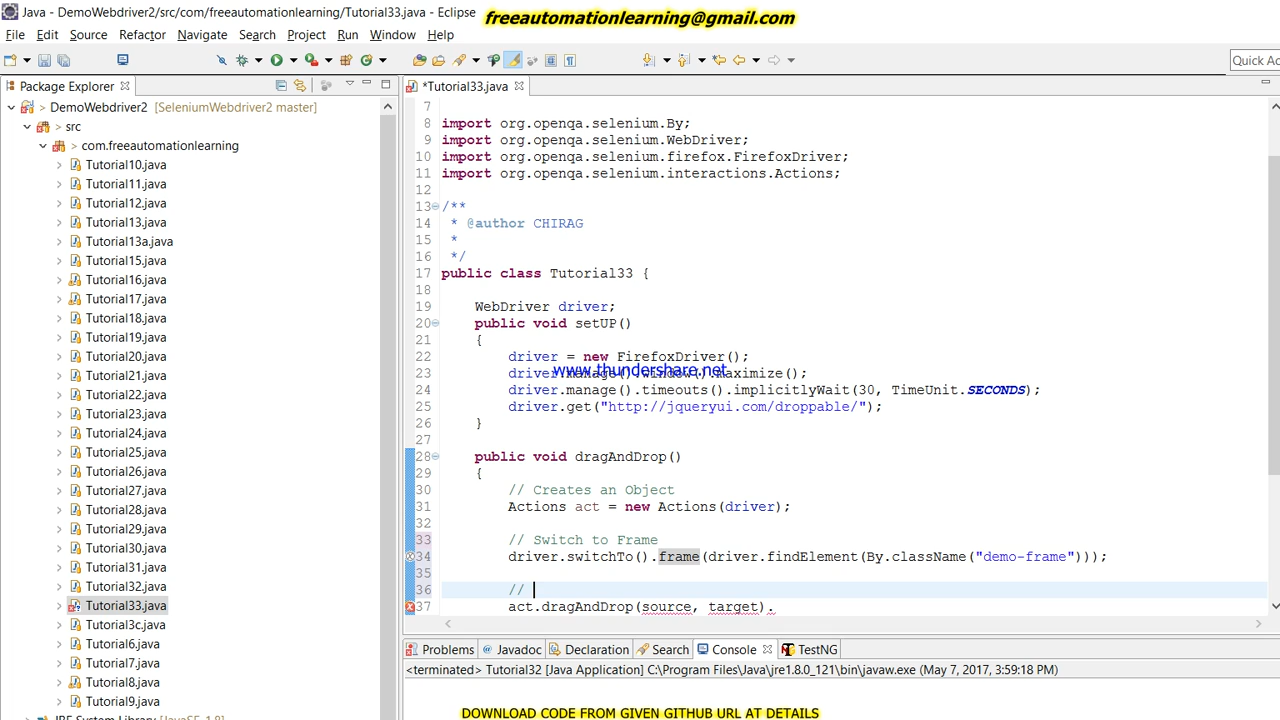 Java - DemoWebdriver2/src/com/freeautomationlearning/Tutorial33.java - Eclipse
freeautomationlearning@gmail.com
File Edit Source Refactor Navigate Search Project Run Window Help
Quick Ac
Package Explorer
DemoWebdriver2 [SeleniumWebdriver2 master]
src
com.freeautomationlearning
Tutorial10.java
Tutorial11.java
Tutorial12.java
Tutorial13.java
Tutorial13a.java
Tutorial15.java
Tutorial16.java
Tutorial17.java
Tutorial18.java
Tutorial19.java
Tutorial20.java
Tutorial21.java
Tutorial22.java
Tutorial23.java
Tutorial24.java
Tutorial25.java
Tutorial26.java
Tutorial27.java
Tutorial28.java
Tutorial29.java
Tutorial30.java
Tutorial31.java
Tutorial32.java
Tutorial33.java
Tutorial3c.java
Tutorial6.java
Tutorial7.java
Tutorial8.java
Tutorial9.java
JRE System Library [JavaSE-1.8]
*Tutorial33.java
7
8 import org.openqa.selenium.By;
9 import org.openqa.selenium.WebDriver;
10 import org.openqa.selenium.firefox.FirefoxDriver;
11 import org.openqa.selenium.interactions.Actions;
12
13 /**
14 * @author CHIRAG
15 *
16 */
17 public class Tutorial33 {
18
19 WebDriver driver;
20 public void setUP()
21 {
22 driver = new FirefoxDriver();
23 driver.manage().window().maximize();
www.thundershare.net
24 driver.manage().timeouts().implicitlyWait(30, TimeUnit.SECONDS);
25 driver.get("http://jqueryui.com/droppable/");
26 }
27
28 public void dragAndDrop()
29 {
30 // Creates an Object
31 Actions act = new Actions(driver);
32
33 // Switch to Frame
34 driver.switchTo().frame(driver.findElement(By.className("demo-frame")));
35
36 //
37 act.dragAndDrop(source, target).
Problems Javadoc Declaration Search Console TestNG
<terminated> Tutorial32 [Java Application] C:\Program Files\Java\jre1.8.0_121\bin\javaw.exe (May 7, 2017, 3:59:18 PM)
DOWNLOAD CODE FROM GIVEN GITHUB URL AT DETAILS